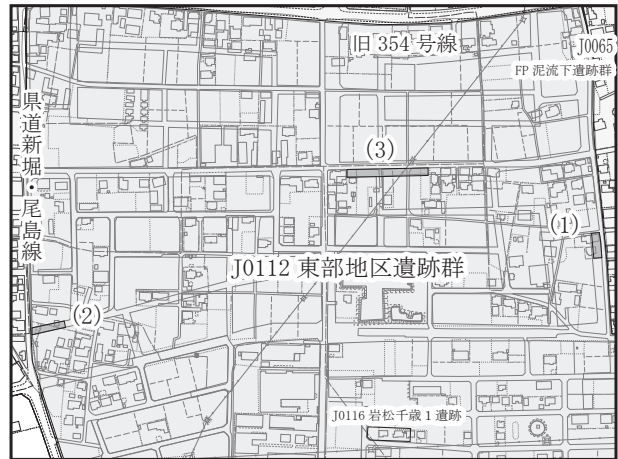 旧 354 号線
J0065
FP 泥流下遺跡群
県道新堀・尾島線
(3)
(1)
J0112 東部地区遺跡群
(2)
J0116 岩松千歳 1 遺跡